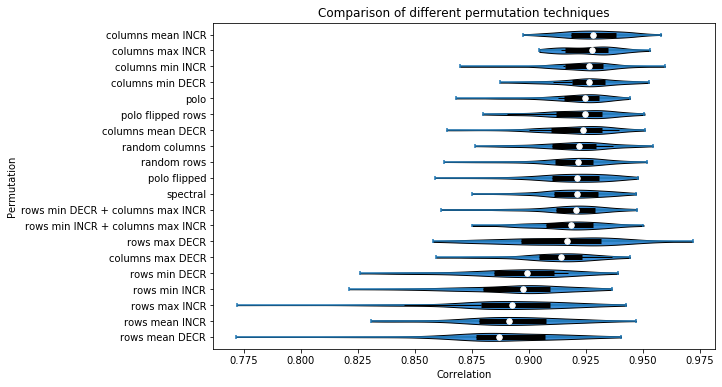 Comparison of different permutation techniques
columns mean INCR
columns max INCR
columns min INCR
columns min DECR
polo
polo flipped rows
columns mean DECR
random columns
random rows
polo flipped
spectral
rows min DECR + columns max INCR
rows min INCR + columns max INCR
rows max DECR
columns max DECR
rows min DECR
rows min INCR
rows max INCR
rows mean INCR
rows mean DECR
Permutation
0.775 0.800 0.825 0.850 0.875 0.900 0.925 0.950 0.975
Correlation